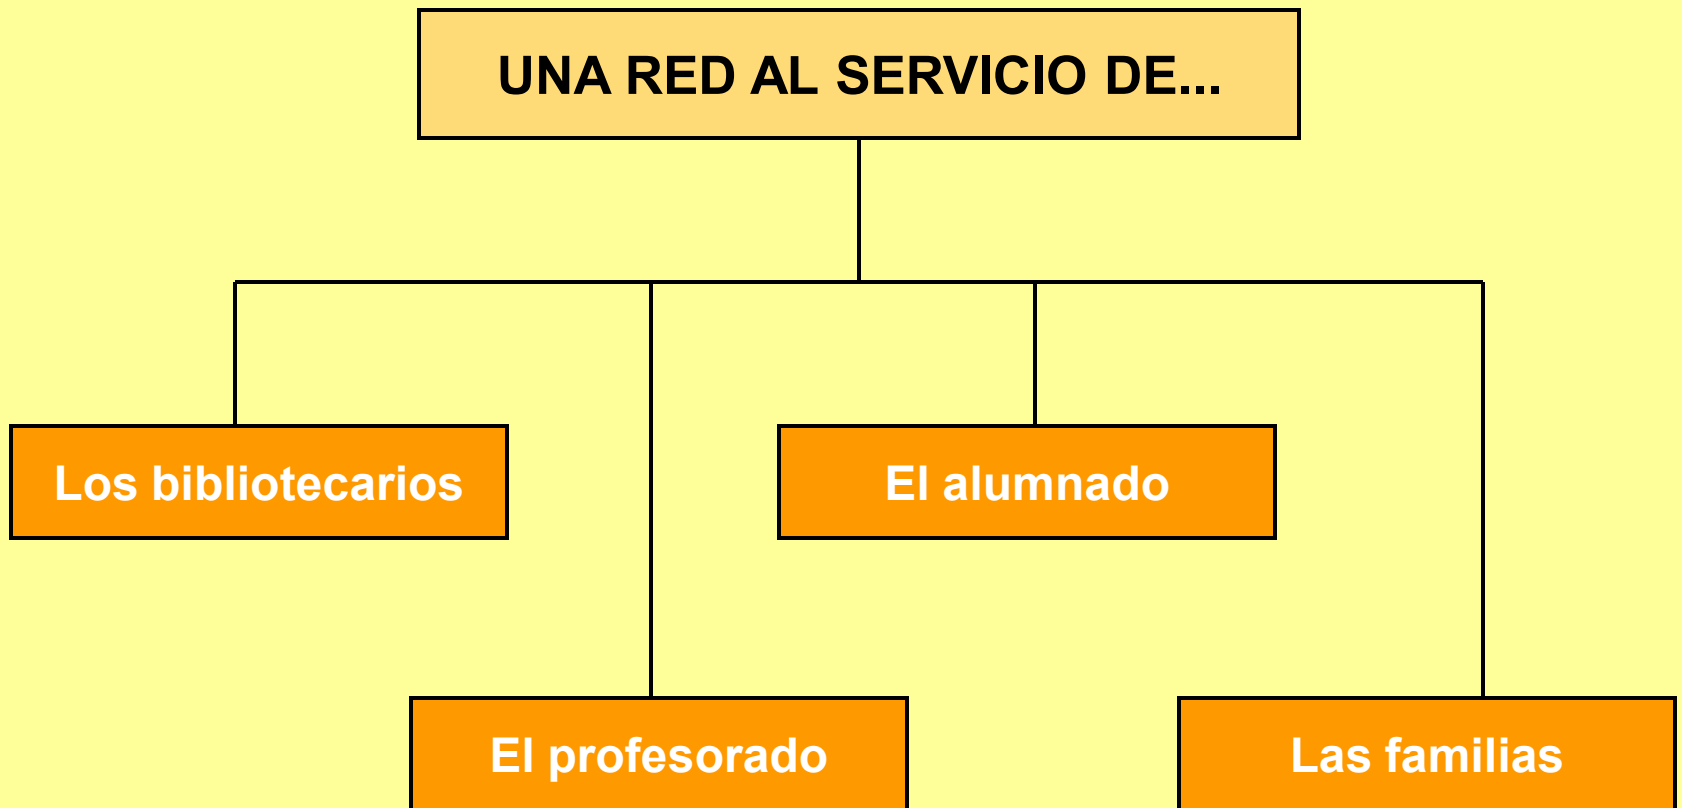 UNA RED AL SERVICIO DE...
Los bibliotecarios
El alumnado
El profesorado
Las familias